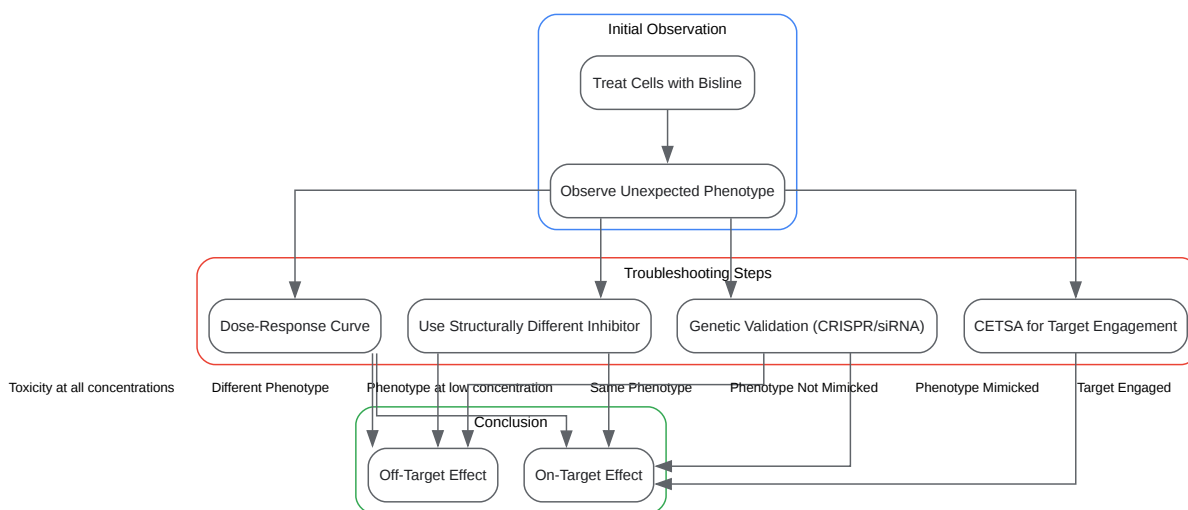 Initial Observation
Treat Cells with Bisline
Observe Unexpected Phenotype
Troubleshooting Steps
Dose-Response Curve
Use Structurally Different Inhibitor
Genetic Validation (CRISPR/siRNA)
CETSA for Target Engagement
Toxicity at all concentrations
Different Phenotype
Phenotype at low concentration
Same Phenotype
Phenotype Not Mimicked
Phenotype Mimicked
Target Engaged
Conclusion
Off-Target Effect
On-Target Effect